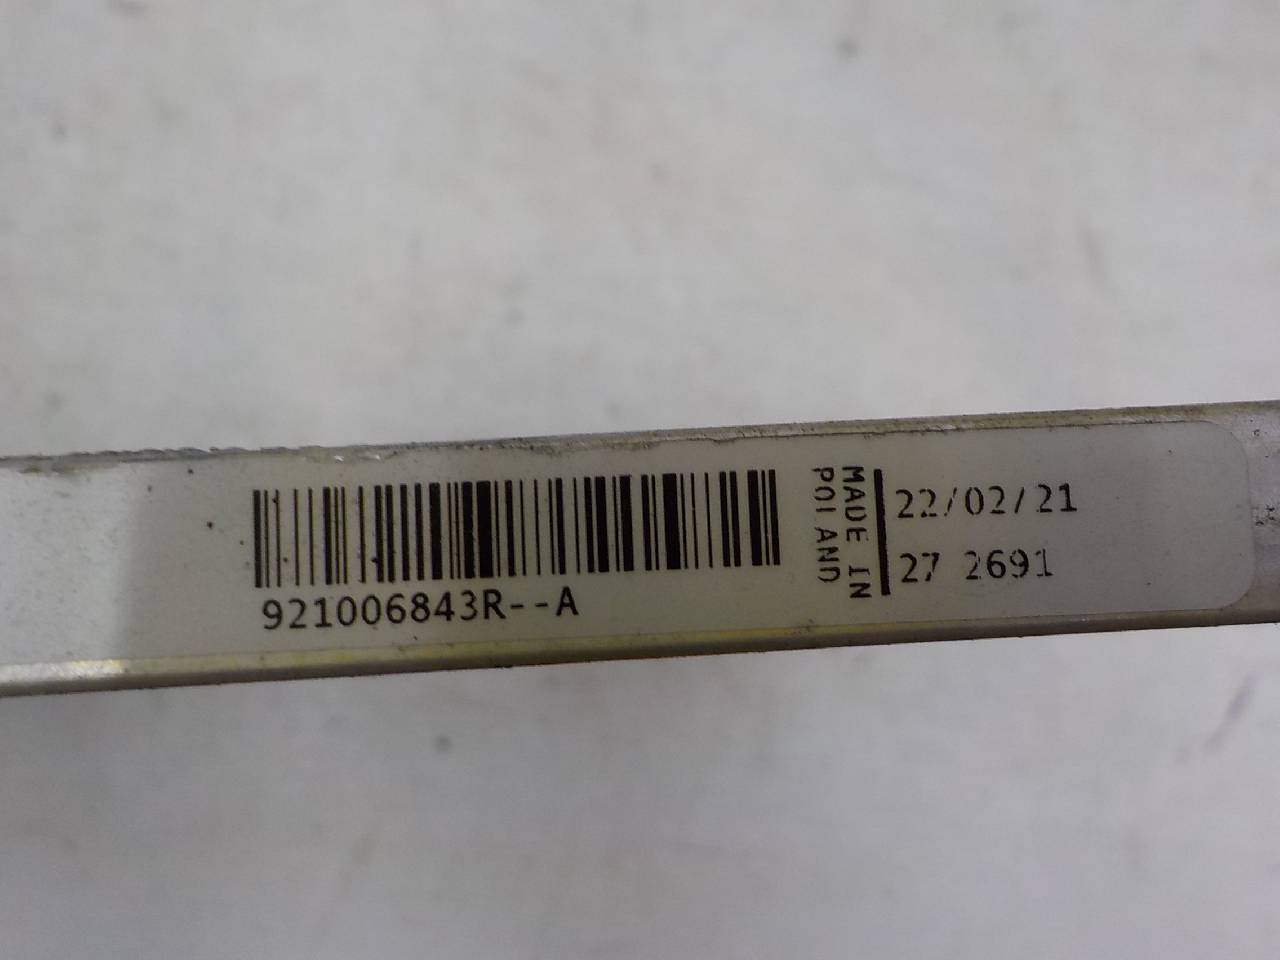 921006843R--A
MADE IN
POLAND
22/02/21
27 2691